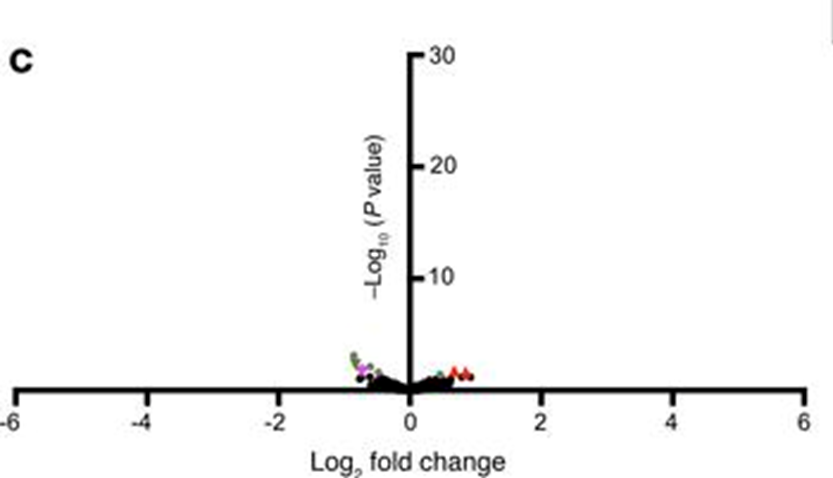 C
30
20
10
–Log10 (P value)
-6 -4 -2 0 2 4 6
Log2 fold change